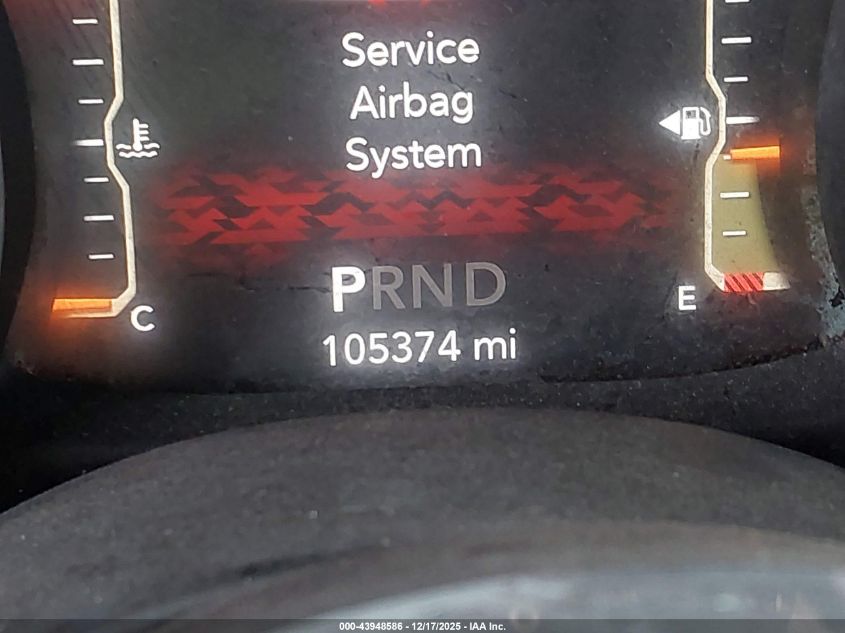 Service
Airbag
System
PRND
E
C
105374 mi
000-43948586 - 12/17/2025 - IAA Inc.